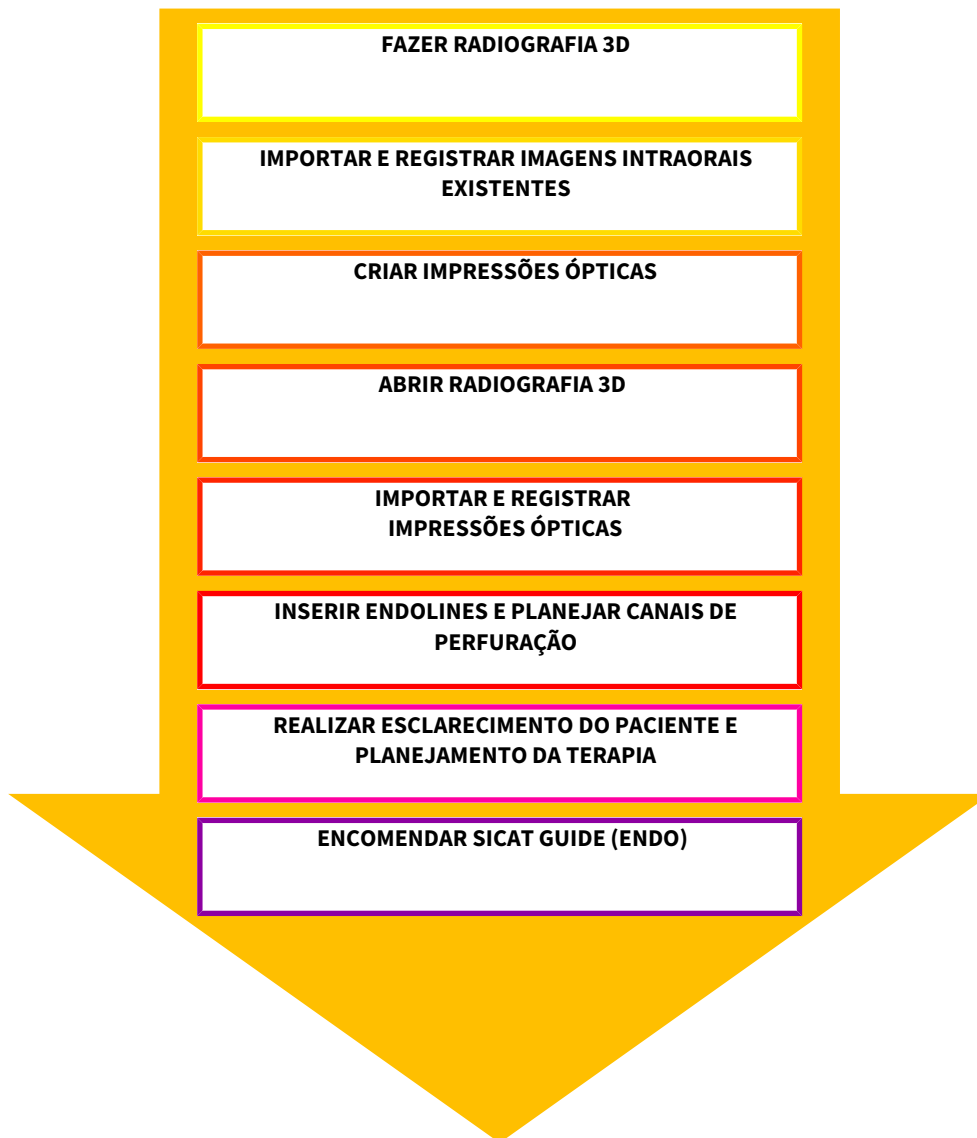 FAZER RADIOGRAFIA 3D
IMPORTAR E REGISTRAR IMAGENS INTRAORAIS
EXISTENTES
CRIAR IMPRESSÕES ÓPTICAS
ABRIR RADIOGRAFIA 3D
IMPORTAR E REGISTRAR
IMPRESSÕES ÓPTICAS
INSERIR ENDOLINES E PLANEJAR CANAIS DE
PERFURAÇÃO
REALIZAR ESCLARECIMENTO DO PACIENTE E
PLANEJAMENTO DA TERAPIA
ENCOMENDAR SICAT GUIDE (ENDO)